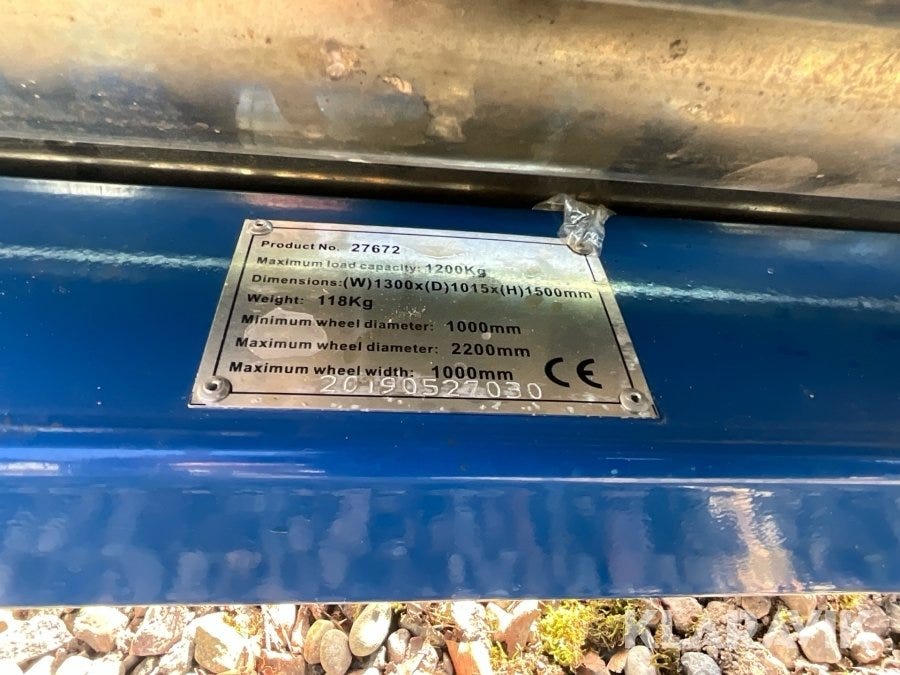 Product No. 27672
Maximum load capacity: 1200Kg
Dimensions:(W)1300x(D)1015x(H)1500mm
Weight: 118Kg
Minimum wheel diameter: 1000mm
Maximum wheel diameter: 2200mm
Maximum wheel width: 1000mm
CE
20190527030
KLARAVIK